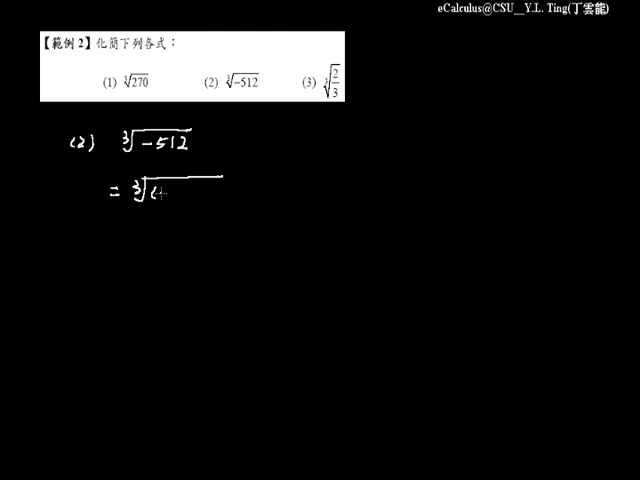 eCalculus@CSU__Y.L. Ting(丁雲龍)
【範例 2】化簡下列各式：
(1) ∛270 (2) ∛-512 (3) ∛(2/3)
(2) ∛-512
= ∛(